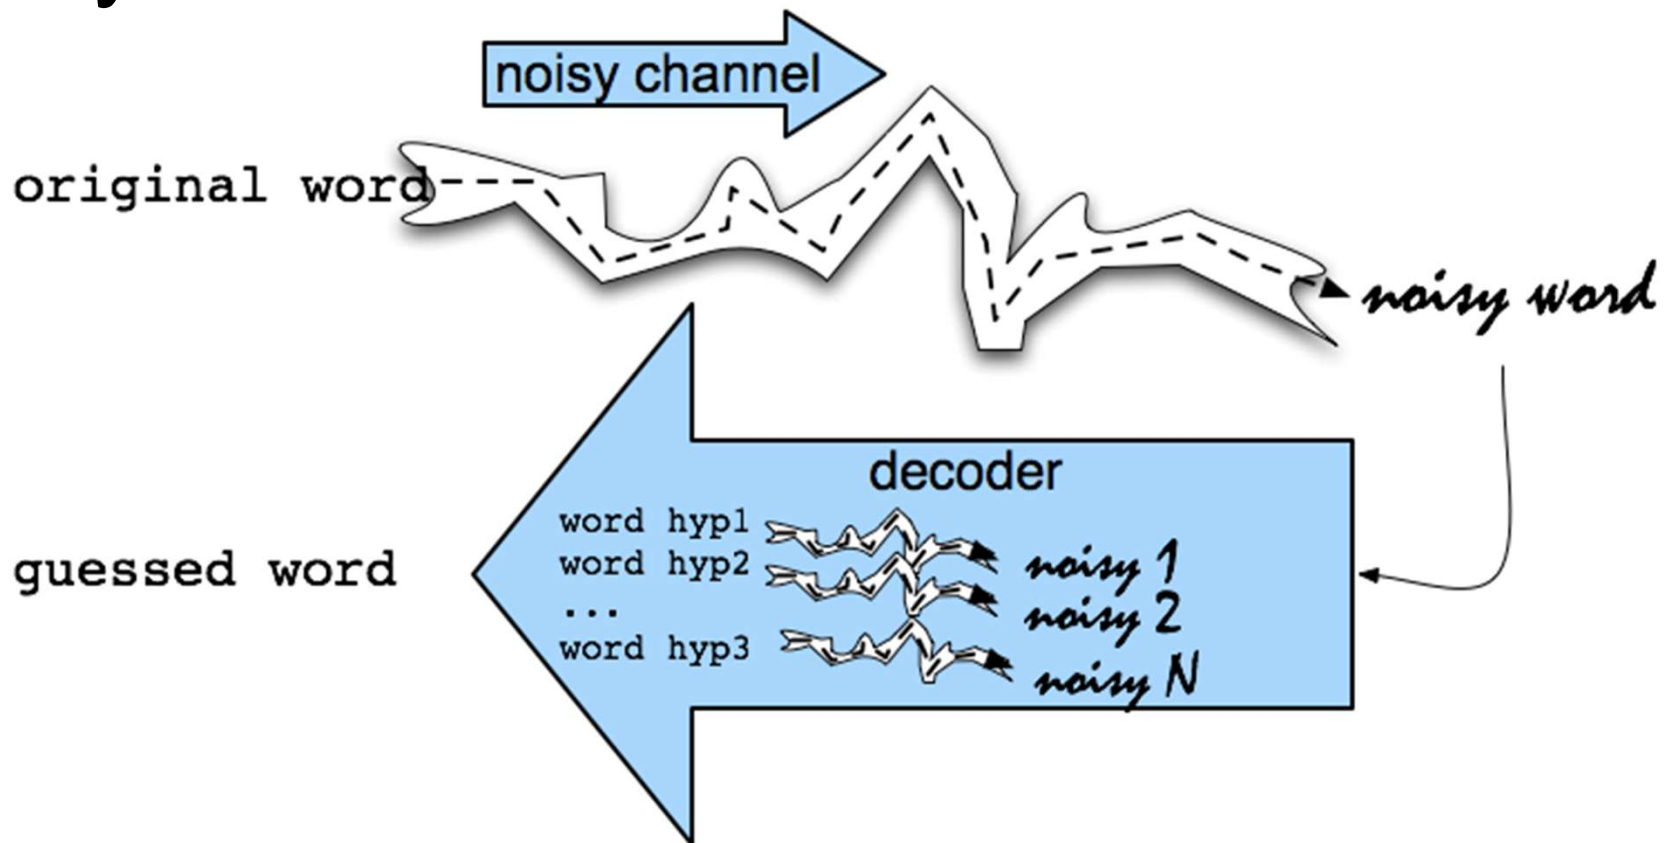 noisy channel
original word
noisy word
decoder
word hyp1
noisy 1
word hyp2
noisy 2
...
word hyp3
noisy N
guessed word